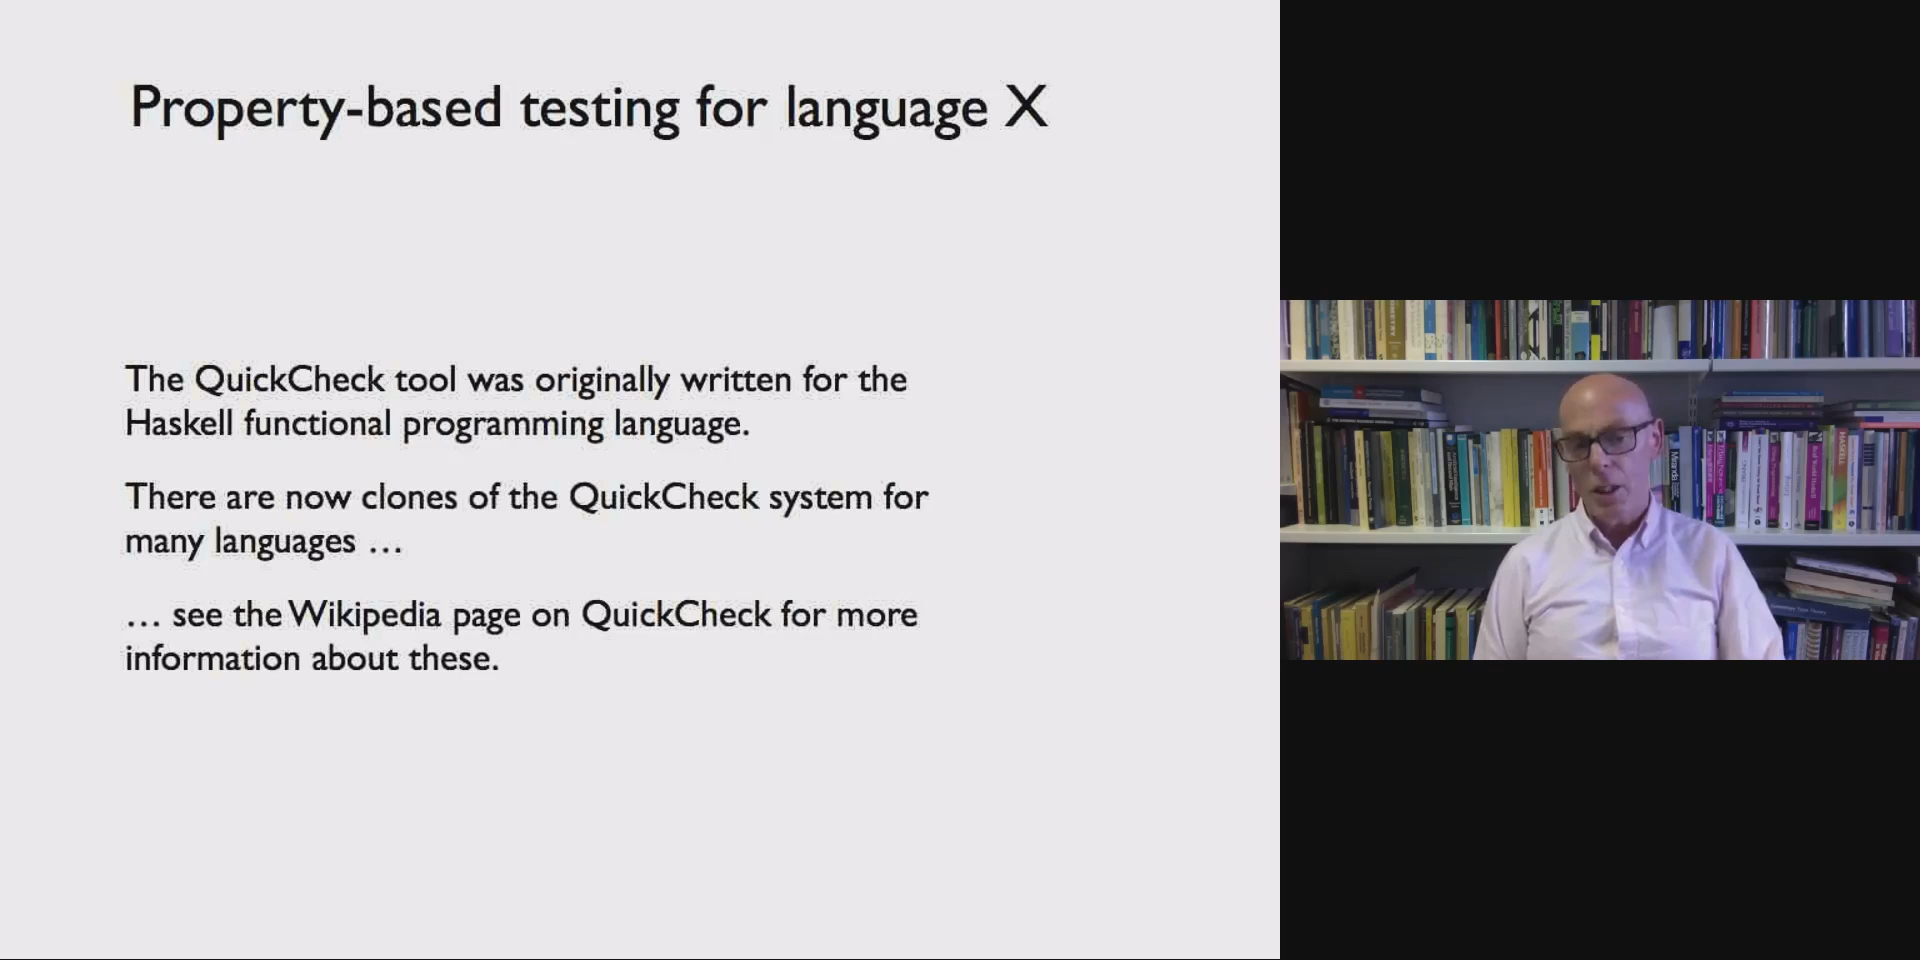 Property-based testing for language X
The QuickCheck tool was originally written for the
Haskell functional programming language.
There are now clones of the QuickCheck system for
many languages …
… see the Wikipedia page on QuickCheck for more
information about these.
Miranda
HASKELL